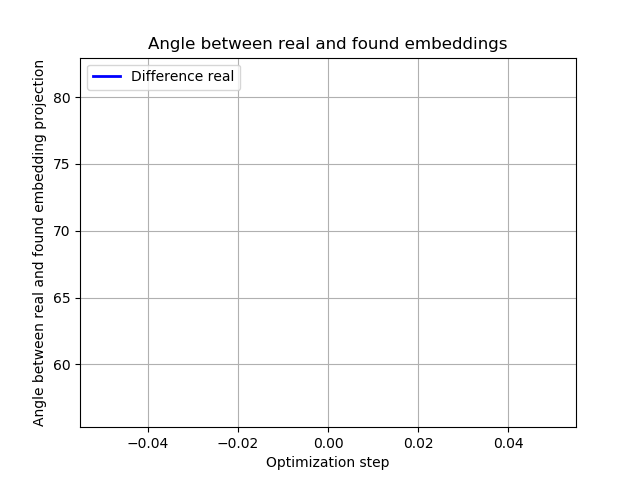 Angle between real and found embeddings
Difference real
Angle between real and found embedding projection
80
75
70
65
60
−0.04
−0.02
0.00
0.02
0.04
Optimization step